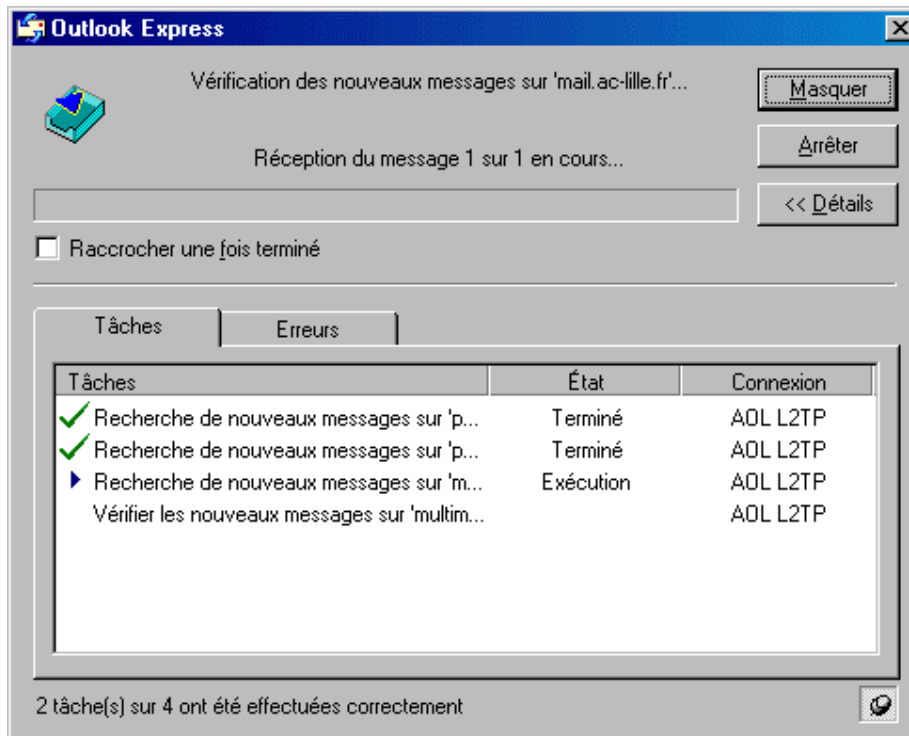 Outlook Express
Vérification des nouveaux messages sur 'mail.ac-lille.fr'...
Masquer
Réception du message 1 sur 1 en cours...
Arrêter
<< Détails
Raccrocher une fois terminé
Tâches Erreurs
Tâches État Connexion
Recherche de nouveaux messages sur 'p... Terminé AOL L2TP
Recherche de nouveaux messages sur 'p... Terminé AOL L2TP
Recherche de nouveaux messages sur 'm... Exécution AOL L2TP
Vérifier les nouveaux messages sur 'multim... AOL L2TP
2 tâche(s) sur 4 ont été effectuées correctement